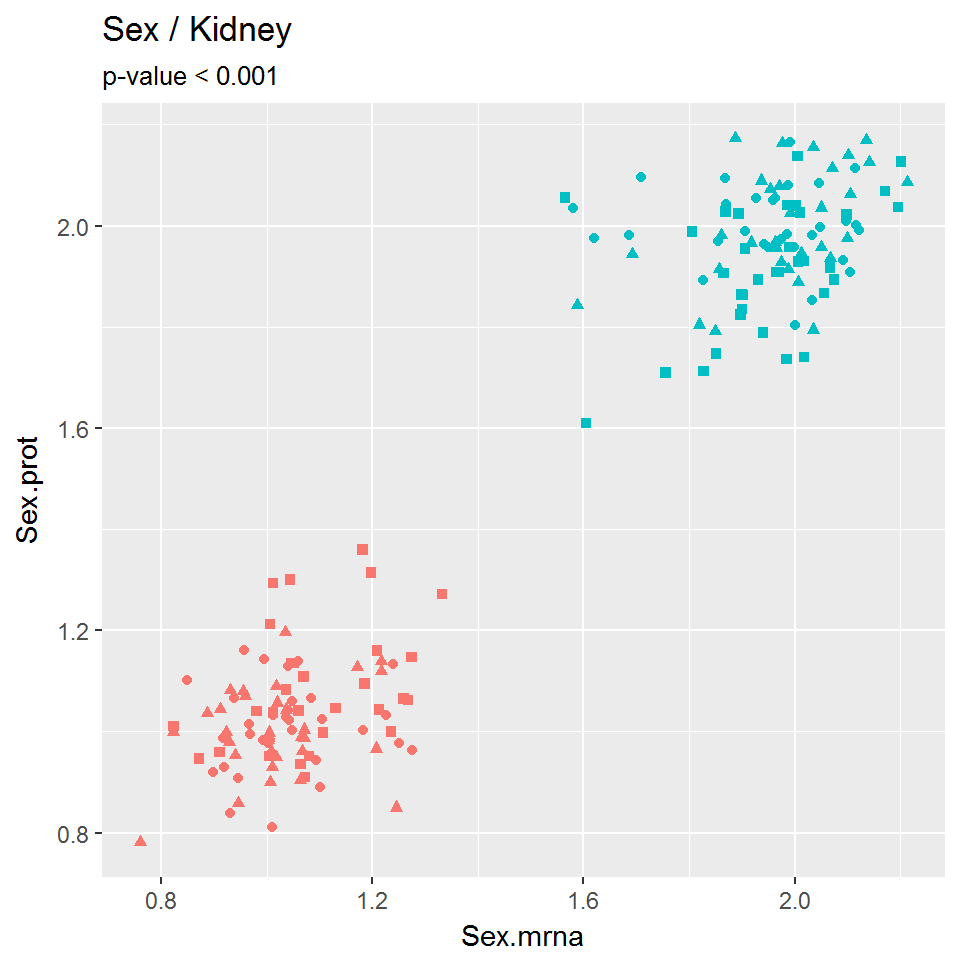 Sex / Kidney
p-value < 0.001
2.0
1.6
1.2
0.8
Sex.prot
0.8 1.2 1.6 2.0
Sex.mrna